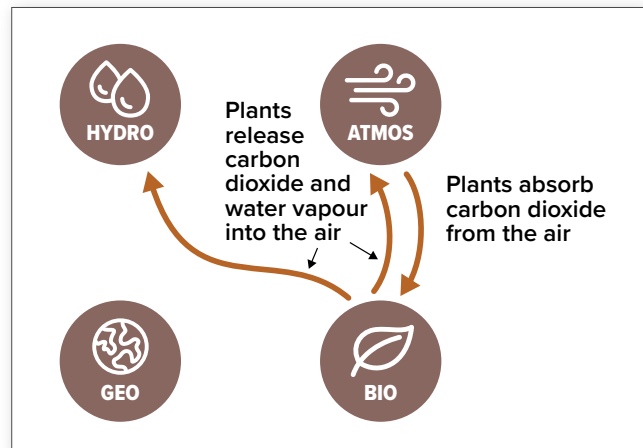 HYDRO
ATMOS
Plants
release
carbon
dioxide and
water vapour
into the air
Plants absorb
carbon dioxide
from the air
GEO
BIO